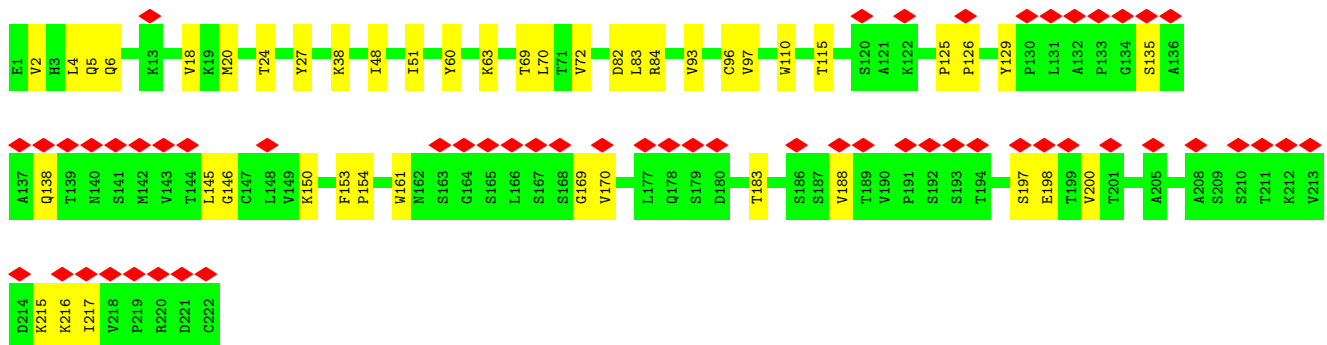 E1 V2 H3 L4 Q5 Q6 K13 V18 K19 M20 T24 Y27 K38 I48 I51 Y60 K63 T69 L70 T71 V72 D82 L83 R84 V93 C96 V97 W110 T115 S120 A121 K122 P125 P126 Y129 P130 L131 A132 P133 G134 S135 A136
A137 Q138 T139 N140 S141 M142 V143 T144 L145 G146 C147 L148 V149 K150 F153 P154 W161 N162 S163 G164 S165 L166 S167 S168 G169 V170 L177 Q178 S179 D180 T183 S186 S187 V188 T189 V190 P191 S192 S193 T194 S197 E198 T199 V200 T201 A205 A208 S209 S210 T211 K212 V213
D214 K215 K216 I217 V218 P219 R220 D221 C222